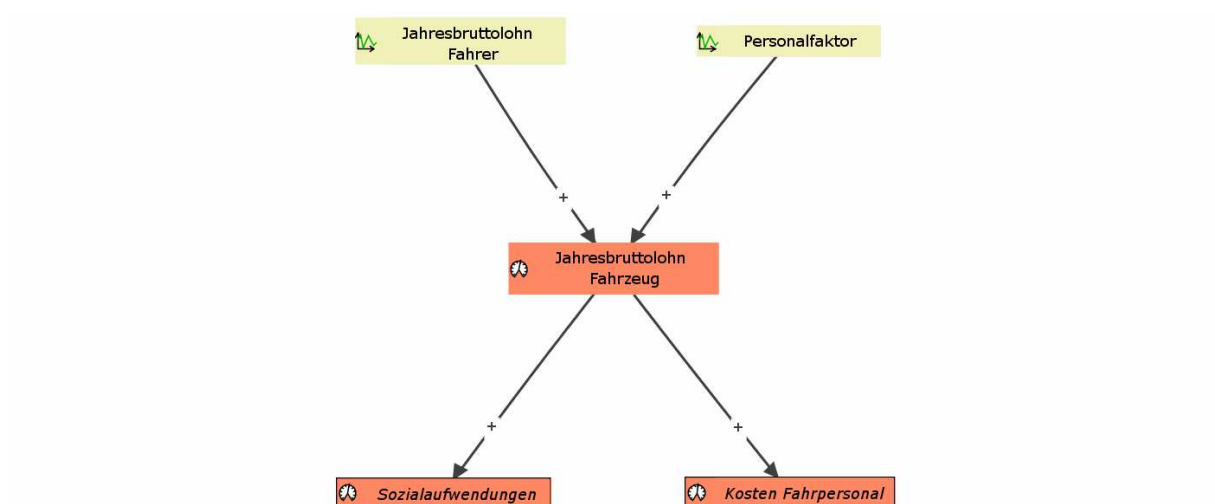 Jahresbruttolohn
Fahrer
Personalfaktor
+
+
Jahresbruttolohn
Fahrzeug
+
+
Sozialaufwendungen
Kosten Fahrpersonal